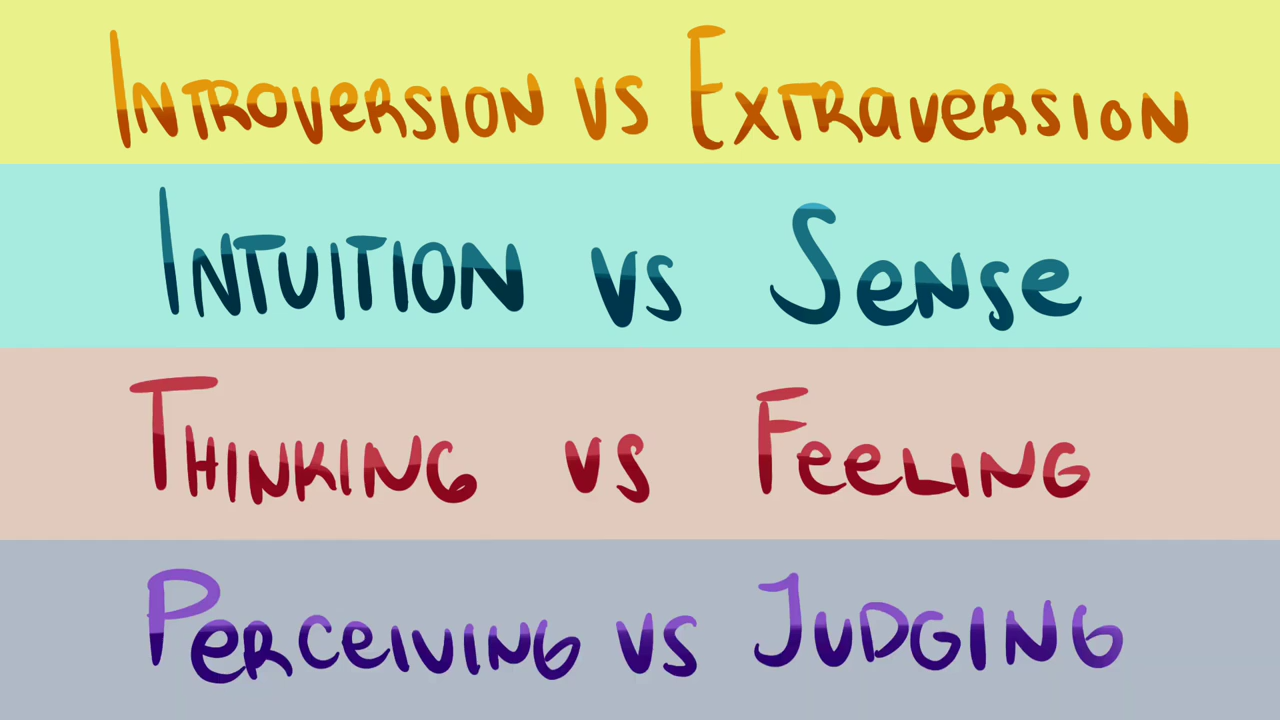 Introversion vs Extraversion
Intuition vs Sense
Thinking vs Feeling
Perceiving vs Judging